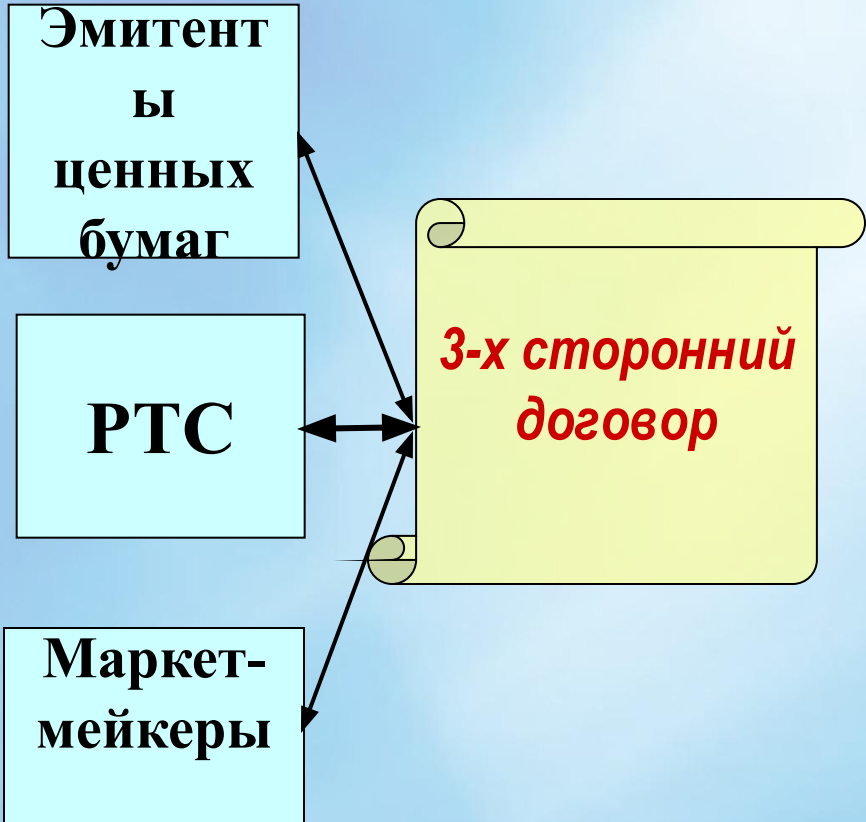 Эмитент
ы
ценных
бумаг
РТС
3-х сторонний
договор
Маркет-
мейкеры